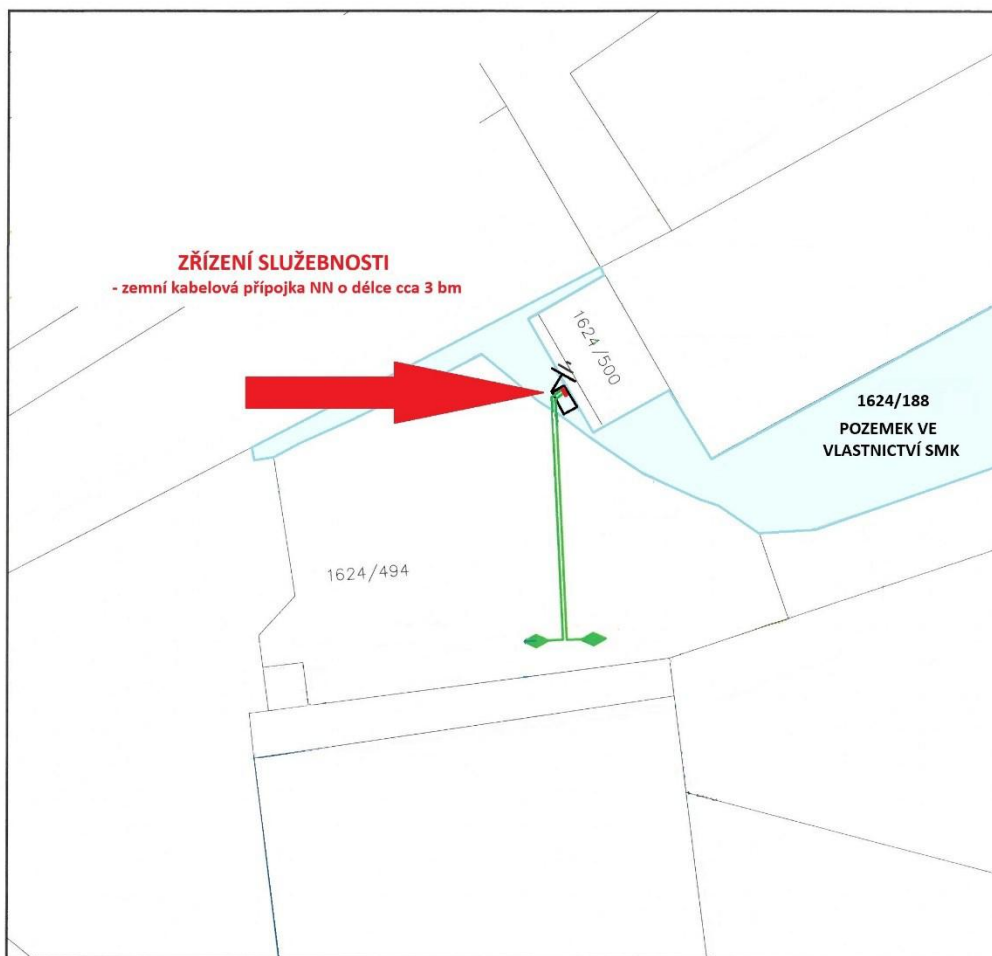 ZŘÍZENÍ SLUŽEBNOSTI
- zemní kabelová přípojka NN o délce cca 3 bm
1624/500
1624/188
POZEMEK VE
VLASTNICTVÍ SMK
1624/494